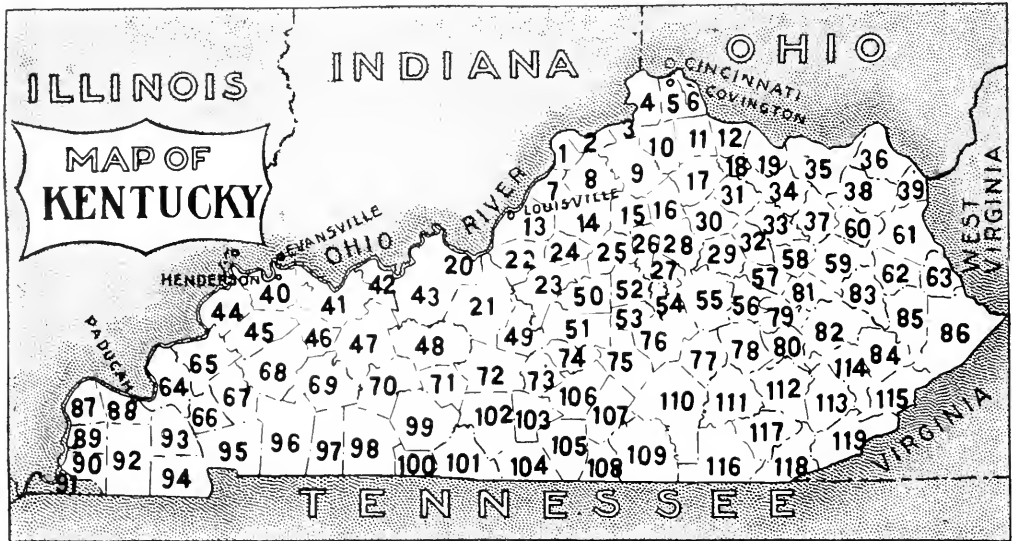 ILLINOIS
INDIANA
OHIO
MAP OF
KENTUCKY
CINCINNATI
COVINGTON
LOUISVILLE
OHIO RIVER
EVANSVILLE
HENDERSON
PADUCAH
WEST VIRGINIA
VIRGINIA
TENNESSEE
4 5 6
1 2 3 10 11 12
7 8 9 17 18 19 35 36
13 14 15 16 31 34 38 39
22 24 25 26 28 30 33 37 60 61
20 23 27 29 32 58 59 62 63
40 41 42 43 21 50 52 54 55 56 57 81 83
44 45 46 47 48 49 51 53 76 79 82 85 86
65 68 69 70 71 72 73 74 75 77 78 80 114 84
64 66 67 106 107 110 111 112 113 115
87 88 93 99 102 103 117 119
89 95 96 97 98 105 109
90 92 100 101 104 108 116 118
91 94